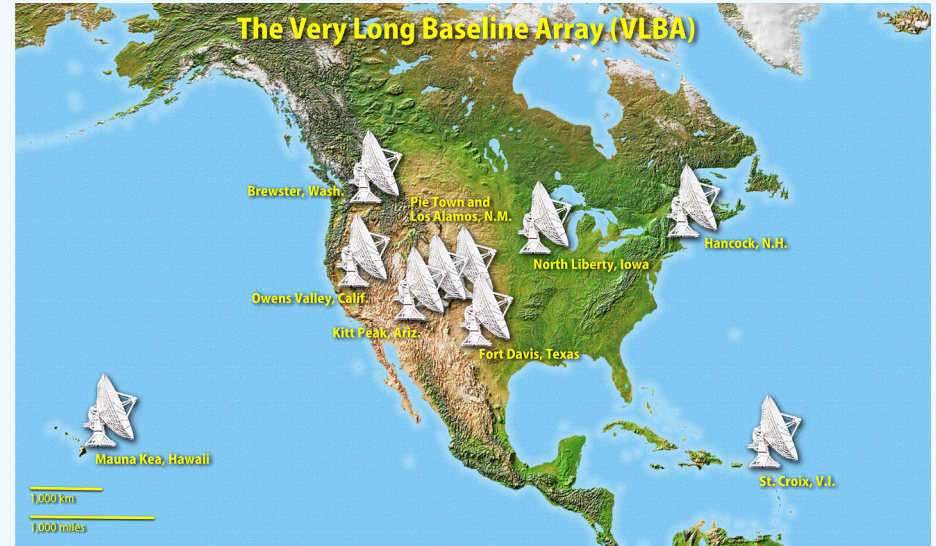 The Very Long Baseline Array (VLBA)
Brewster, Wash.
Pie Town and
Los Alamos, N.M.
Hancock, N.H.
North Liberty, Iowa
Owens Valley, Calif.
Kitt Peak, Ariz.
Fort Davis, Texas
Mauna Kea, Hawaii
St. Croix, V.I.
1,000 km
1,000 miles